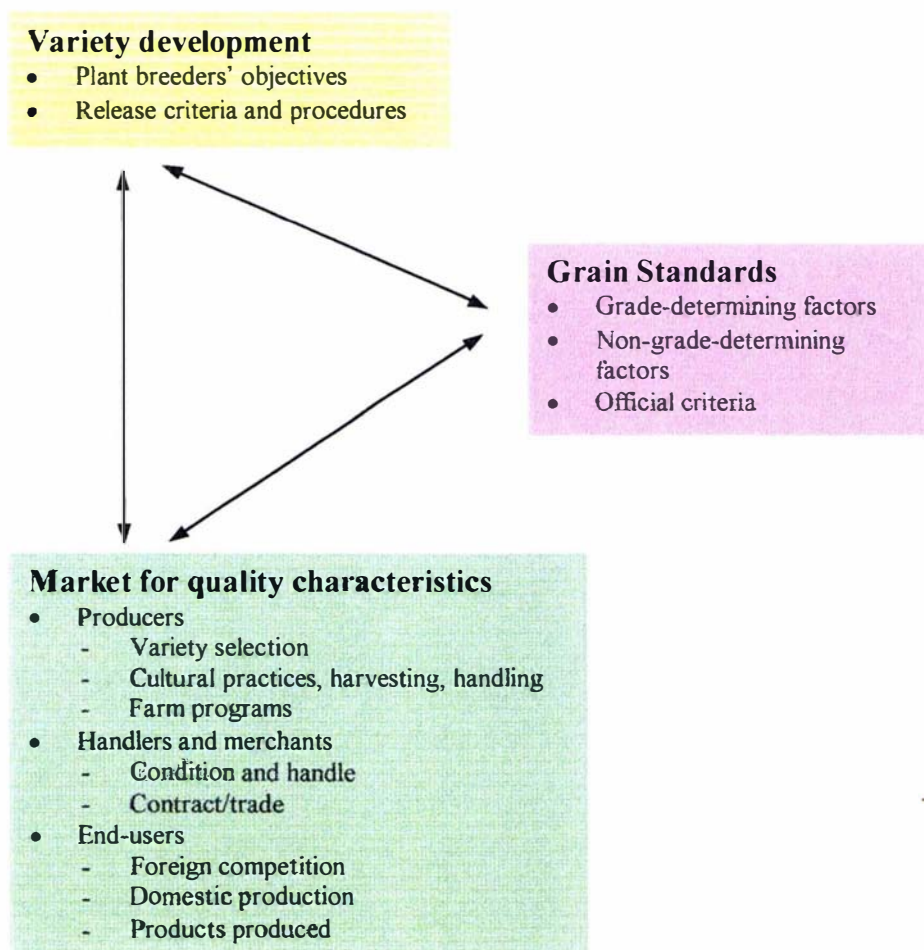 Variety development
• Plant breeders' objectives
• Release criteria and procedures
Grain Standards
• Grade-determining factors
• Non-grade-determining
factors
• Official criteria
Market for quality characteristics
• Producers
- Variety selection
- Cultural practices, harvesting, handling
- Farm programs
• Handlers and merchants
- Condition and handle
- Contract/trade
• End-users
- Foreign competition
- Domestic production
- Products produced